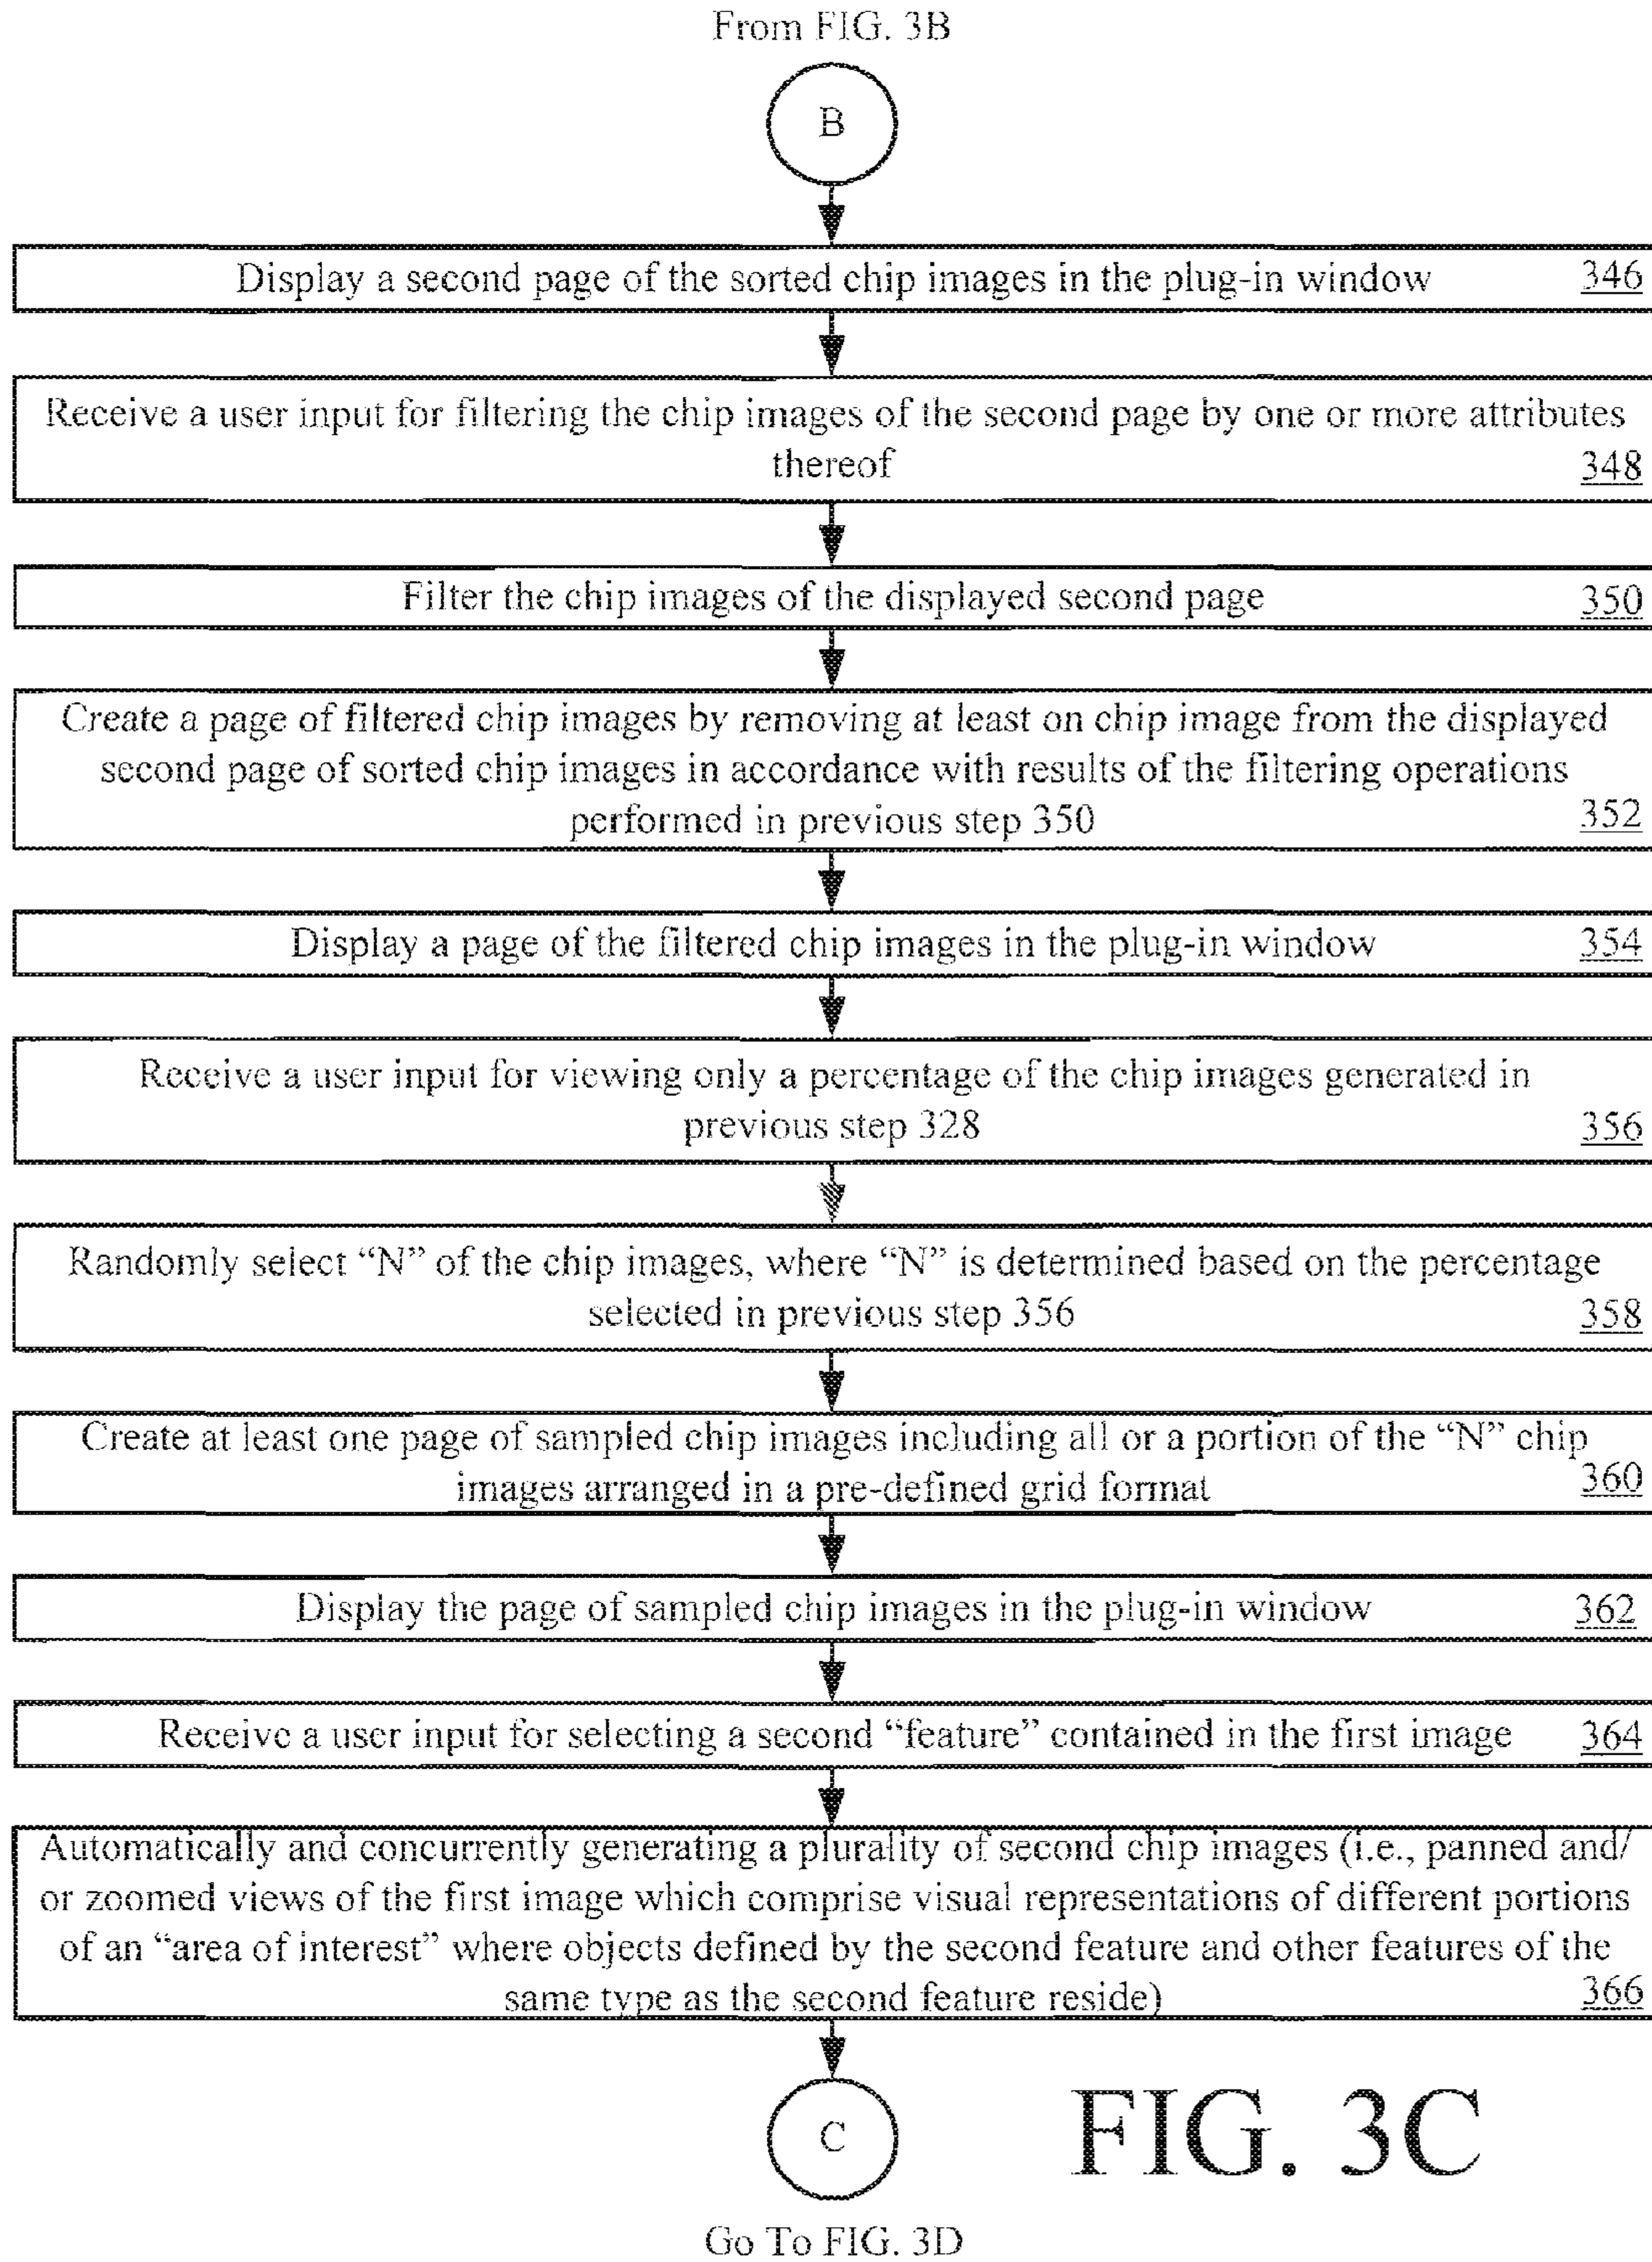 From FIG. 3B
B
Display a second page of the sorted chip images in the plug-in window 346
Receive a user input for filtering the chip images of the second page by one or more attributes
thereof 348
Filter the chip images of the displayed second page 350
Create a page of filtered chip images by removing at least on chip image from the displayed
second page of sorted chip images in accordance with results of the filtering operations
performed in previous step 350 352
Display a page of the filtered chip images in the plug-in window 354
Receive a user input for viewing only a percentage of the chip images generated in
previous step 328 356
Randomly select “N” of the chip images, where “N” is determined based on the percentage
selected in previous step 356 358
Create at least one page of sampled chip images including all or a portion of the “N” chip
images arranged in a pre-defined grid format 360
Display the page of sampled chip images in the plug-in window 362
Receive a user input for selecting a second “feature” contained in the first image 364
Automatically and concurrently generating a plurality of second chip images (i.e., panned and/
or zoomed views of the first image which comprise visual representations of different portions
of an “area of interest” where objects defined by the second feature and other features of the
same type as the second feature reside) 366
C
FIG. 3C
Go To FIG. 3D